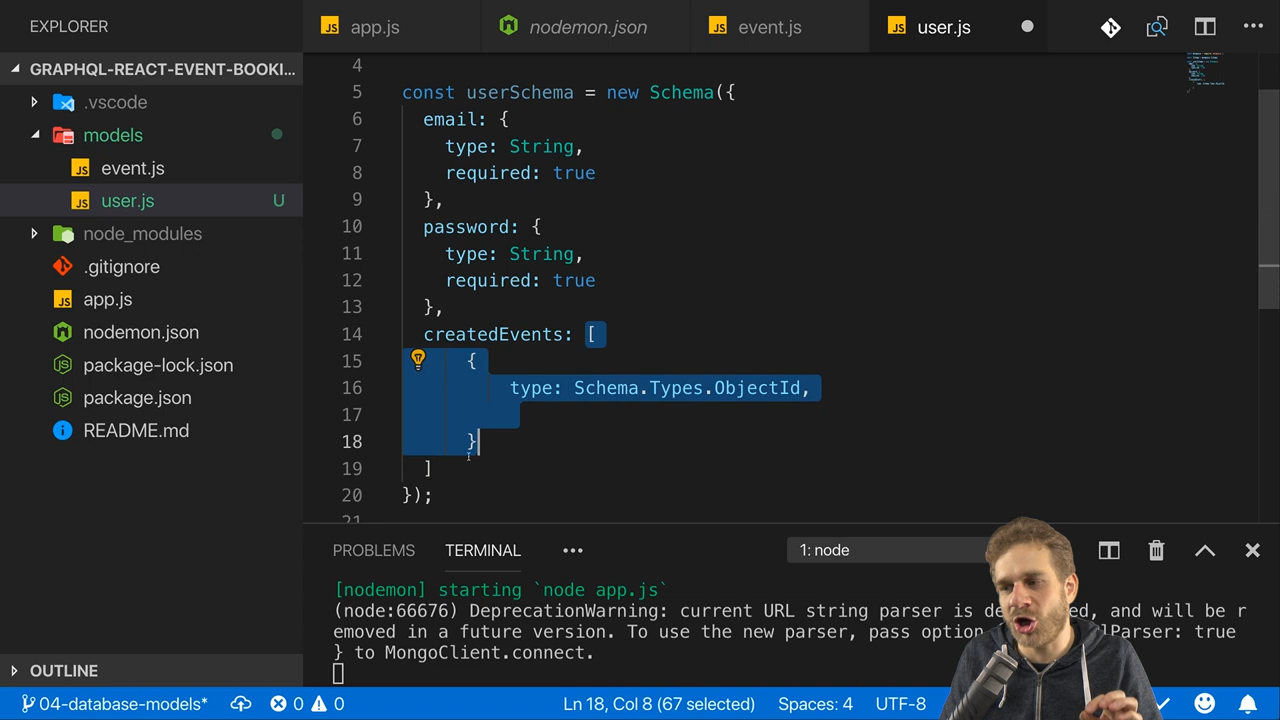 EXPLORER
app.js
nodemon.json
event.js
user.js
GRAPHQL-REACT-EVENT-BOOKI...
.vscode
models
event.js
user.js U
node_modules
.gitignore
app.js
nodemon.json
package-lock.json
package.json
README.md
OUTLINE
4
5 const userSchema = new Schema({
6 email: {
7 type: String,
8 required: true
9 },
10 password: {
11 type: String,
12 required: true
13 },
14 createdEvents: [
15 {
16 type: Schema.Types.ObjectId,
17
18 }
19 ]
20 });
21
PROBLEMS TERMINAL ••• 1: node
[nodemon] starting `node app.js`
(node:66676) DeprecationWarning: current URL string parser is , and will be r
emoved in a future version. To use the new parser, pass option Parser: true
} to MongoClient.connect.
04-database-models* 0 0 Ln 18, Col 8 (67 selected) Spaces: 4 UTF-8